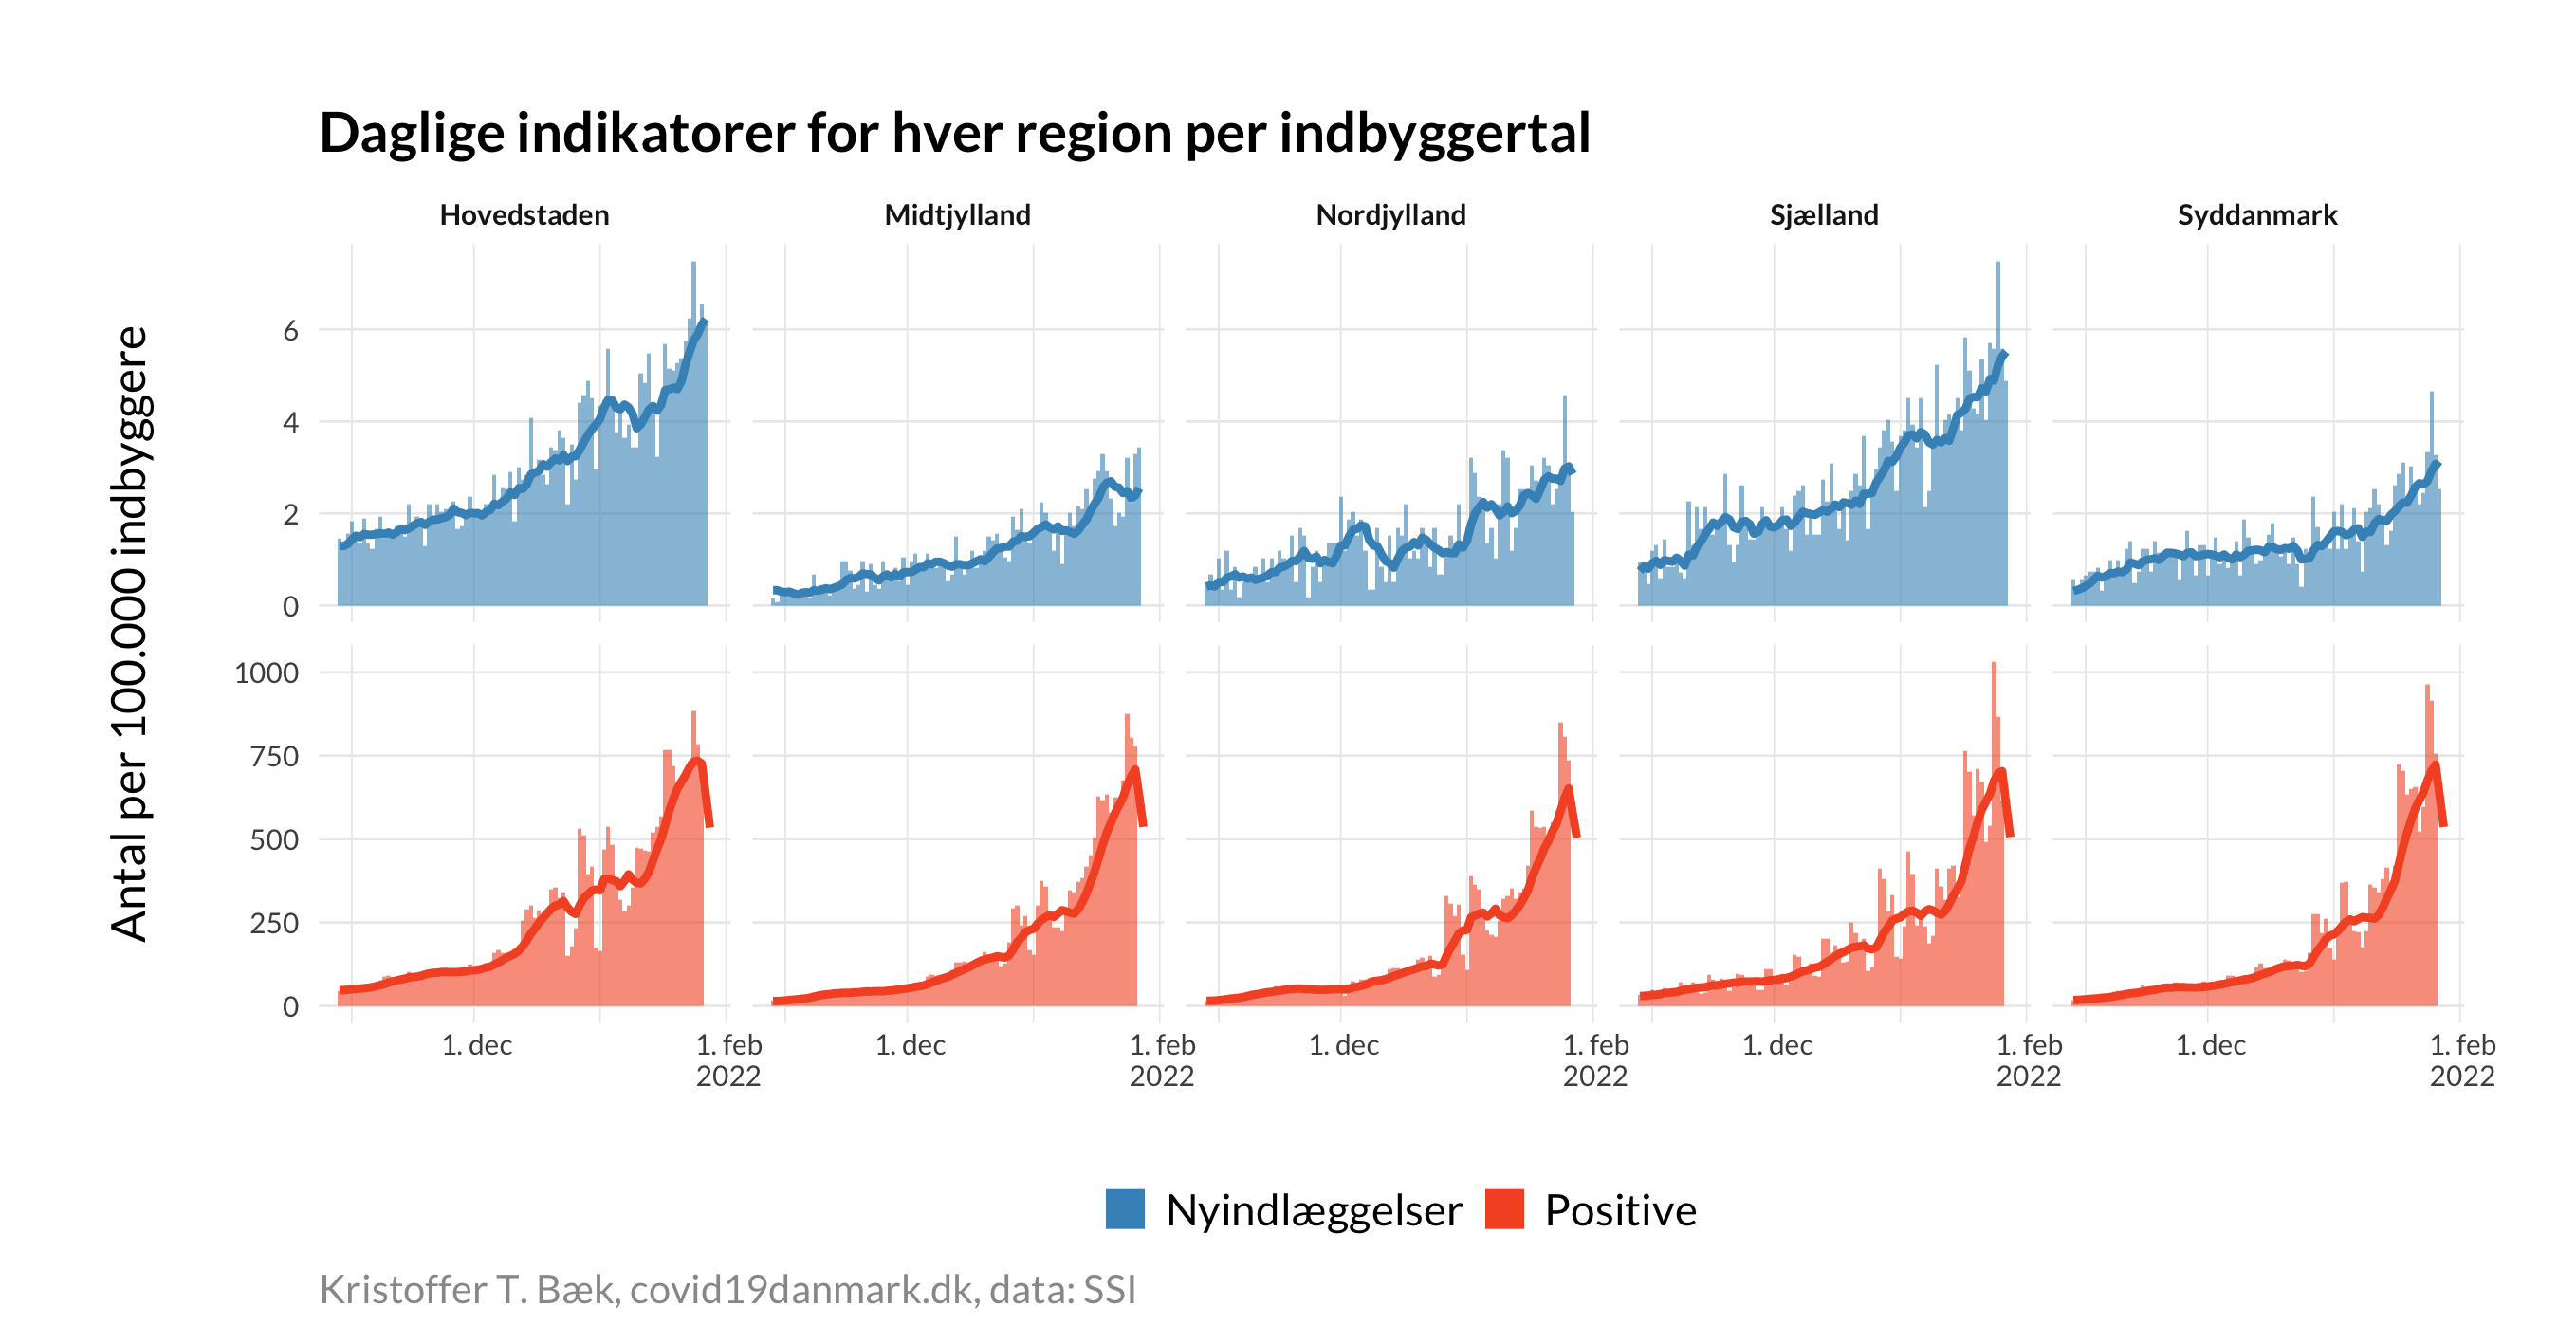 Daglige indikatorer for hver region per indbyggertal
Hovedstaden
Midtjylland
Nordjylland
Sjælland
Syddanmark
Antal per 100.000 indbyggere
6
4
2
0
1000
750
500
250
0
1. dec
1. feb
2022
1. dec
1. feb
2022
1. dec
1. feb
2022
1. dec
1. feb
2022
1. dec
1. feb
2022
Nyindlæggelser
Positive
Kristoffer T. Bæk, covid19danmark.dk, data: SSI